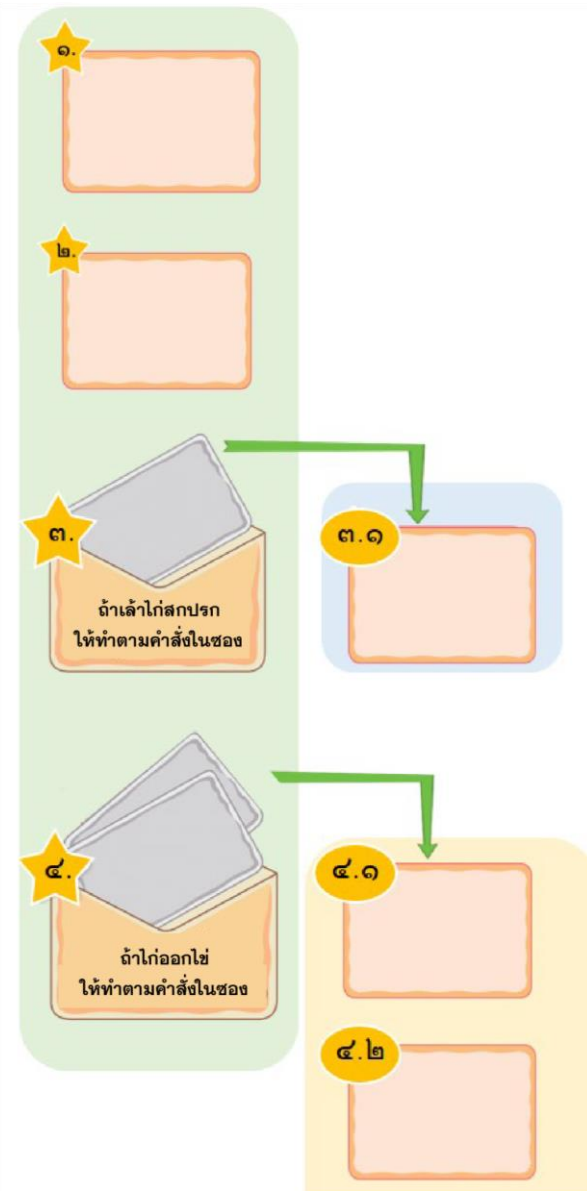 ๑.
๒.
๓.
ถ้าเล้าไก่สกปรก
ให้ทำตามคำสั่งในซอง
๓.๑
๔.
ถ้าไก่ออกไข่
ให้ทำตามคำสั่งในซอง
๔.๑
๔.๒